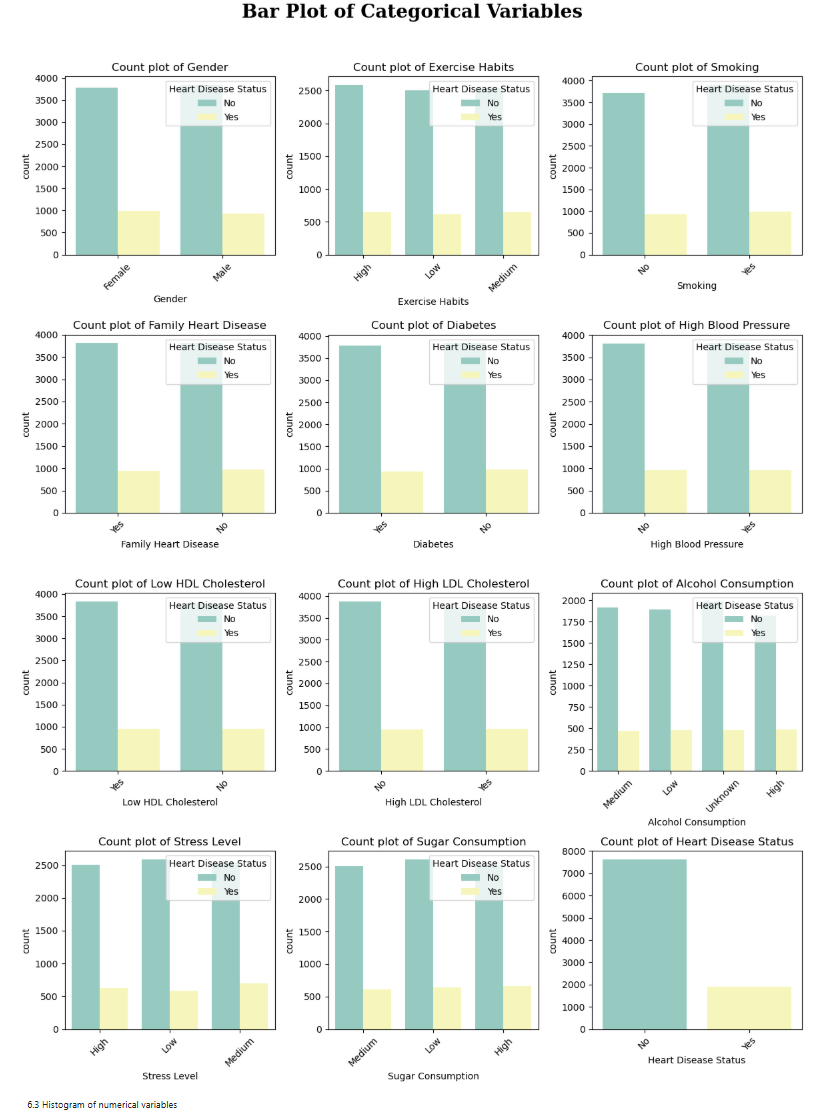 Bar Plot of Categorical Variables
Count plot of Gender
Heart Disease Status
No
Yes
count
4000
3500
3000
2500
2000
1500
1000
500
0
Female
Male
Gender
Count plot of Exercise Habits
Heart Disease Status
No
Yes
count
2500
2000
1500
1000
500
0
High
Low
Medium
Exercise Habits
Count plot of Smoking
Heart Disease Status
No
Yes
count
4000
3500
3000
2500
2000
1500
1000
500
0
No
Yes
Smoking
Count plot of Family Heart Disease
Heart Disease Status
No
Yes
count
4000
3500
3000
2500
2000
1500
1000
500
0
Yes
No
Family Heart Disease
Count plot of Diabetes
Heart Disease Status
No
Yes
count
4000
3500
3000
2500
2000
1500
1000
500
0
Yes
No
Diabetes
Count plot of High Blood Pressure
Heart Disease Status
No
Yes
count
4000
3500
3000
2500
2000
1500
1000
500
0
No
Yes
High Blood Pressure
Count plot of Low HDL Cholesterol
Heart Disease Status
No
Yes
count
4000
3500
3000
2500
2000
1500
1000
500
0
Yes
No
Low HDL Cholesterol
Count plot of High LDL Cholesterol
Heart Disease Status
No
Yes
count
4000
3500
3000
2500
2000
1500
1000
500
0
No
Yes
High LDL Cholesterol
Count plot of Alcohol Consumption
Heart Disease Status
No
Yes
count
2000
1750
1500
1250
1000
750
500
250
0
Medium
Low
Unknown
High
Alcohol Consumption
Count plot of Stress Level
Heart Disease Status
No
Yes
count
2500
2000
1500
1000
500
0
High
Low
Medium
Stress Level
Count plot of Sugar Consumption
Heart Disease Status
No
Yes
count
2500
2000
1500
1000
500
0
Medium
Low
High
Sugar Consumption
Count plot of Heart Disease Status
count
8000
7000
6000
5000
4000
3000
2000
1000
0
No
Yes
Heart Disease Status
6.3 Histogram of numerical variables